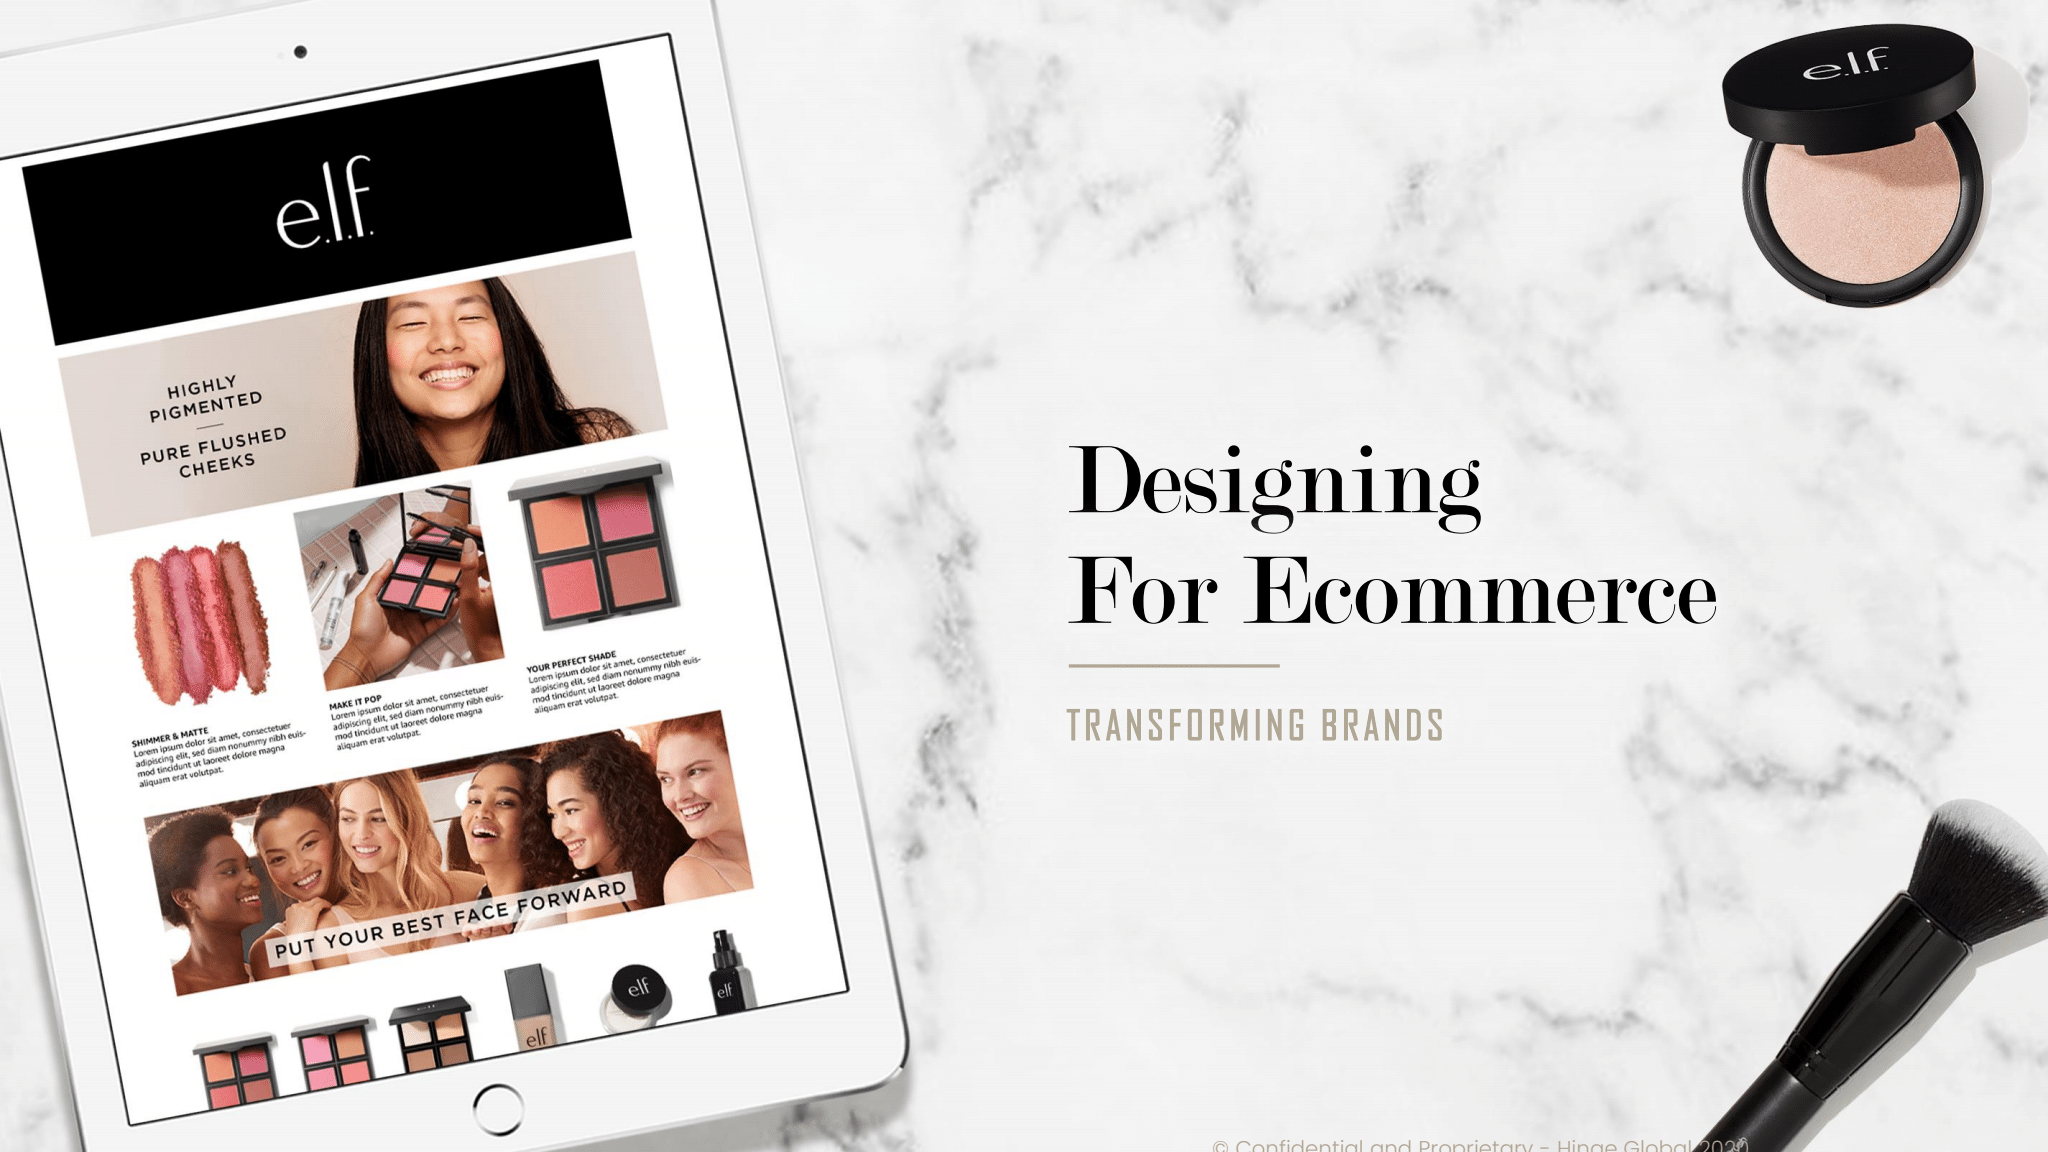 e.l.f.
HIGHLY
PIGMENTED
PURE FLUSHED
CHEEKS
SHIMMER & MATTE
Lorem ipsum dolor sit amet, consectetuer
adipiscing elit, sed diam nonummy nibh euis-
mod tincidunt ut laoreet dolore magna
aliquam erat volutpat.
MAKE IT POP
Lorem ipsum dolor sit amet, consectetuer
adipiscing elit, sed diam nonummy nibh euis-
mod tincidunt ut laoreet dolore magna
aliquam erat volutpat.
YOUR PERFECT SHADE
Lorem ipsum dolor sit amet, consectetuer
adipiscing elit, sed diam nonummy nibh euis-
mod tincidunt ut laoreet dolore magna
aliquam erat volutpat.
PUT YOUR BEST FACE FORWARD
elf
elf
elf
e.l.f.
Designing
For Ecommerce
TRANSFORMING BRANDS
© Confidential and Proprietary - Hinge Global 2020